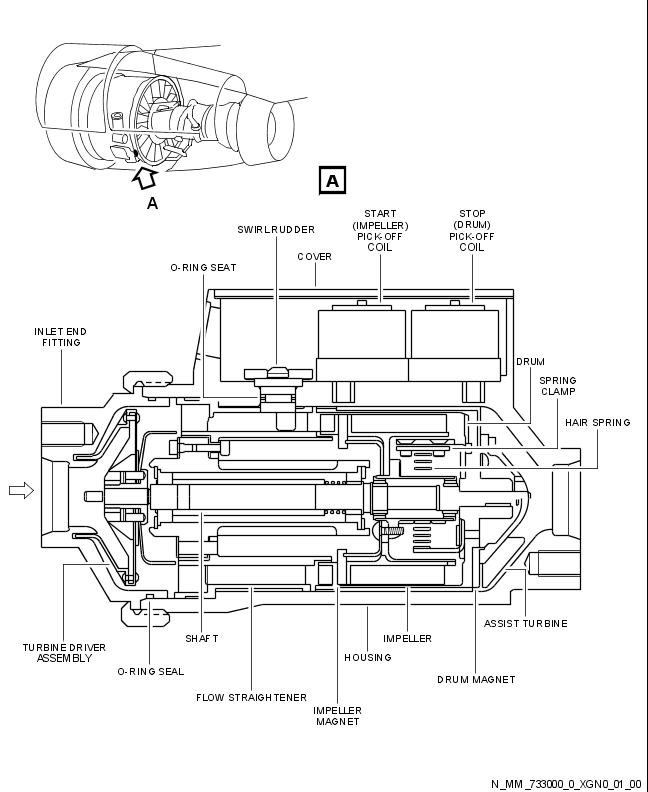 A
A
SWIRL RUDDER
START
(IMPELLER)
PICK-OFF
COIL
STOP
(DRUM)
PICK-OFF
COIL
COVER
O-RING SEAT
INLET END
FITTING
DRUM
SPRING
CLAMP
HAIR SPRING
TURBINE DRIVER
ASSEMBLY
O-RING SEAL
SHAFT
FLOW STRAIGHTENER
IMPELLER
MAGNET
HOUSING
IMPELLER
DRUM MAGNET
ASSIST TURBINE
N_MM_733000_0_XGN0_01_00